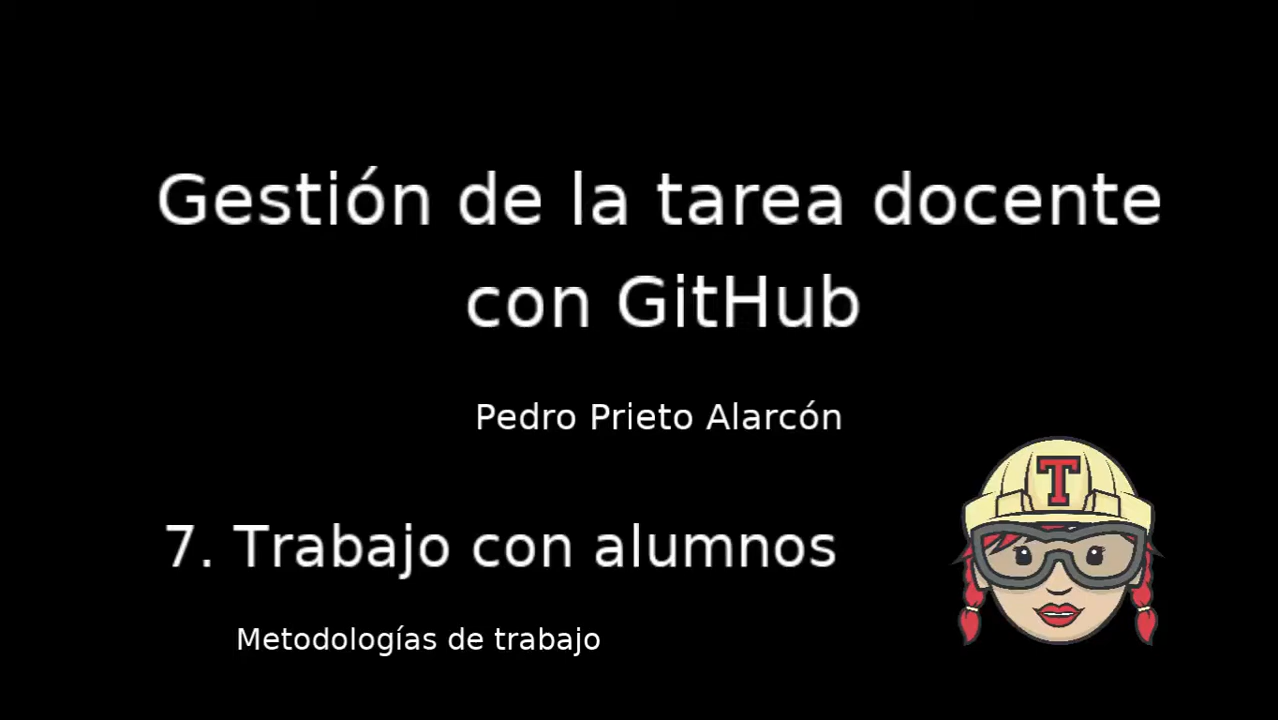 Gestión de la tarea docente
con GitHub
Pedro Prieto Alarcón
T
7. Trabajo con alumnos
Metodologías de trabajo